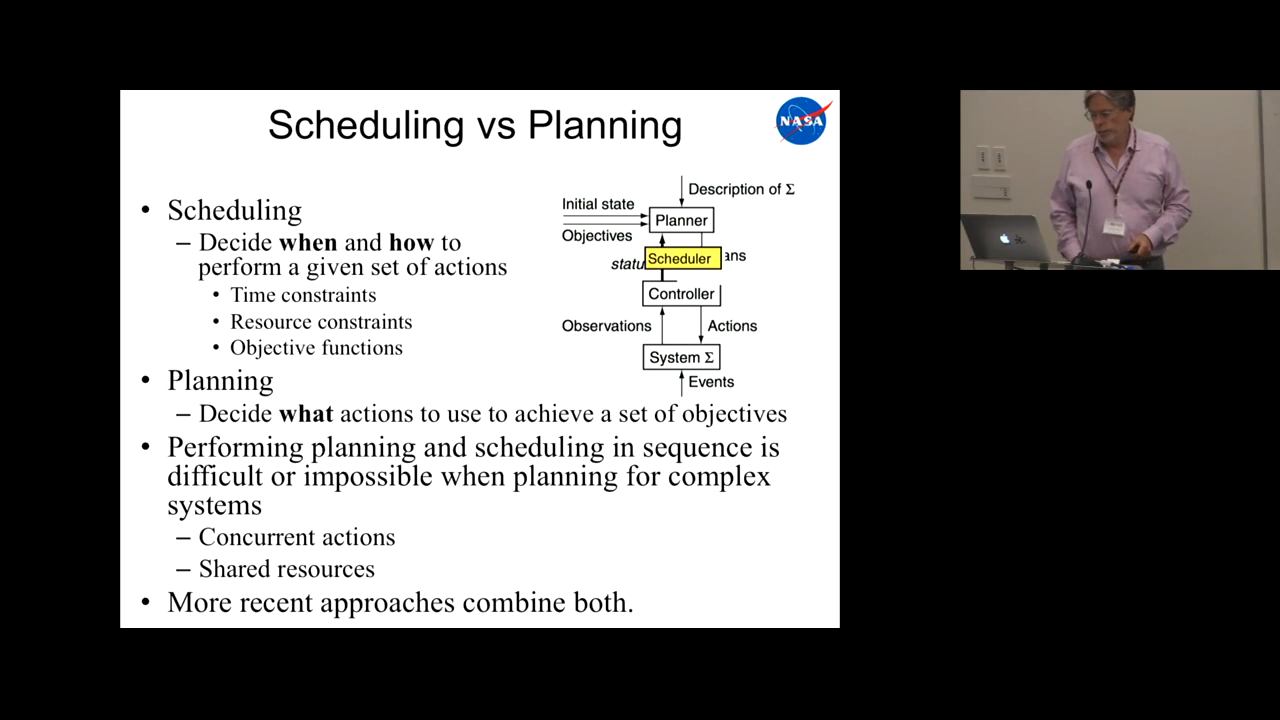 Scheduling vs Planning
NASA
• Scheduling
– Decide when and how to
perform a given set of actions
• Time constraints
• Resource constraints
• Objective functions
• Planning
– Decide what actions to use to achieve a set of objectives
• Performing planning and scheduling in sequence is
difficult or impossible when planning for complex
systems
– Concurrent actions
– Shared resources
• More recent approaches combine both.
Description of Σ
Initial state
Planner
Objectives
statu
Scheduler
ans
Controller
Observations
Actions
System Σ
Events